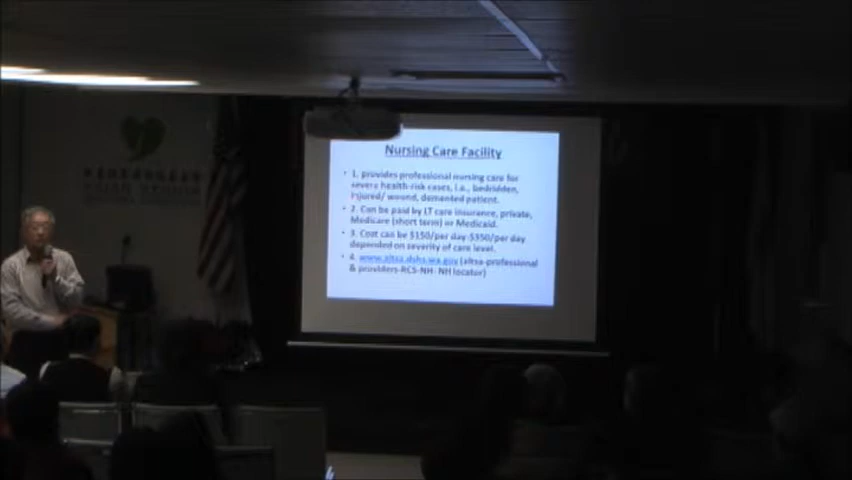 Nursing Care Facility
• 1. provides professional nursing care for
severe health-risk cases, i.e., bedridden,
injured/ wound, demented patient.
• 2. Can be paid by LT care insurance, private,
Medicare (short term) or Medicaid.
• 3. Cost can be $150/per day-$350/per day
depended on severity of care level.
• 4. www.altsa.dshs.wa.gov (altsa-professional
& providers-RCS-NH- NH locator)